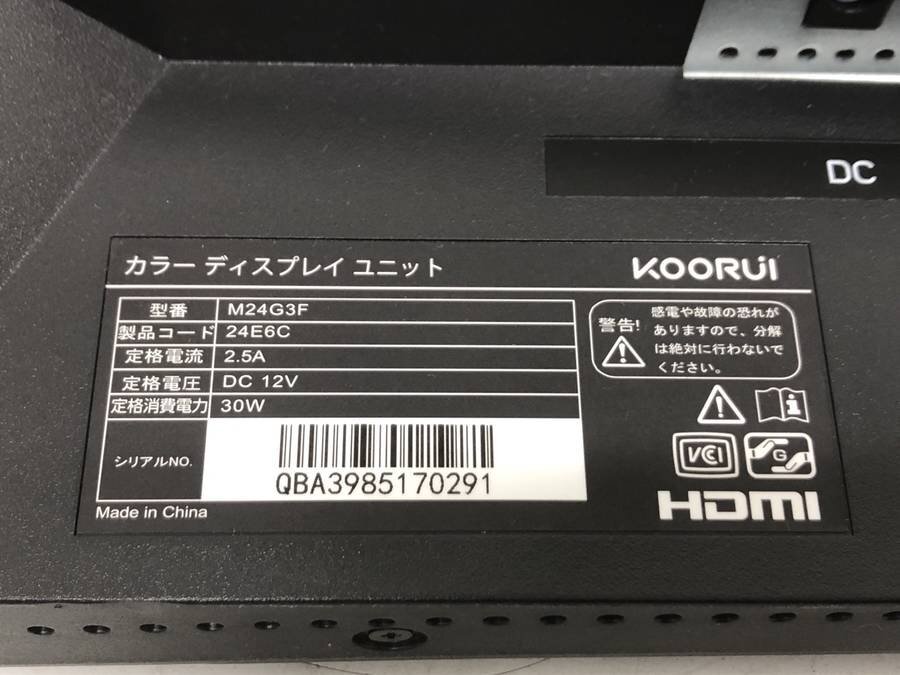 DC
カラー ディスプレイ ユニット
KOORUi
型番 M24G3F
製品コード 24E6C
定格電流 2.5A
定格電圧 DC 12V
定格消費電力 30W
シリアルNO.
QBA3985170291
警告!
感電や故障の恐れが
ありますので、分解
は絶対に行わないで
ください。
VCCI
G
HDMI
Made in China